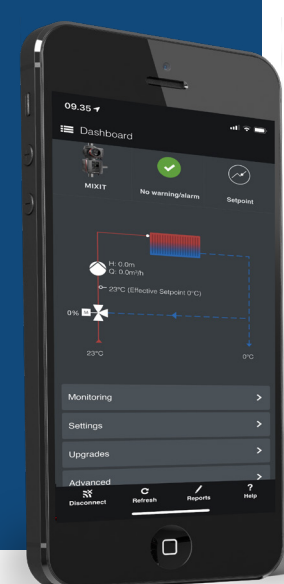 09.35
Dashboard
MIXIT
No warning/alarm
Setpoint
H: 0.0m
Q: 0.0m³/h
23°C (Effective Setpoint 0°C)
0% M
23°C
0°C
Monitoring
Settings
Upgrades
Advanced
Disconnect
Refresh
Reports
? Help